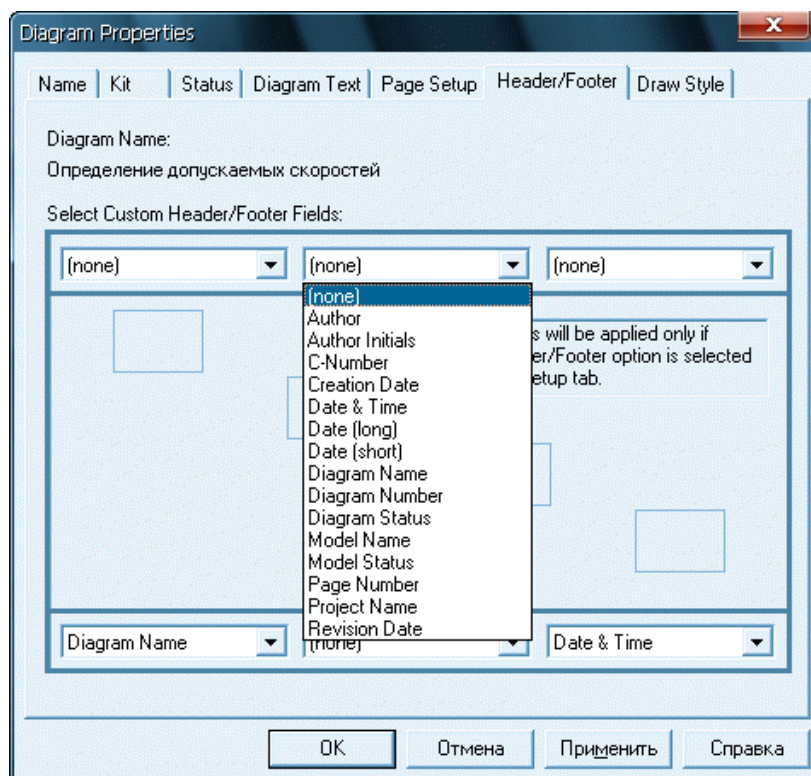 Diagram Properties
Name Kit Status Diagram Text Page Setup Header/Footer Draw Style
Diagram Name:
Определение допускаемых скоростей
Select Custom Header/Footer Fields:
(none) (none) (none)
(none)
Author
Author Initials
C-Number
Creation Date
Date & Time
Date (long)
Date (short)
Diagram Name
Diagram Number
Diagram Status
Model Name
Model Status
Page Number
Project Name
Revision Date
will be applied only if
er/Footer option is selected
etup tab.
Diagram Name (none) Date & Time
OK Отмена Применить Справка